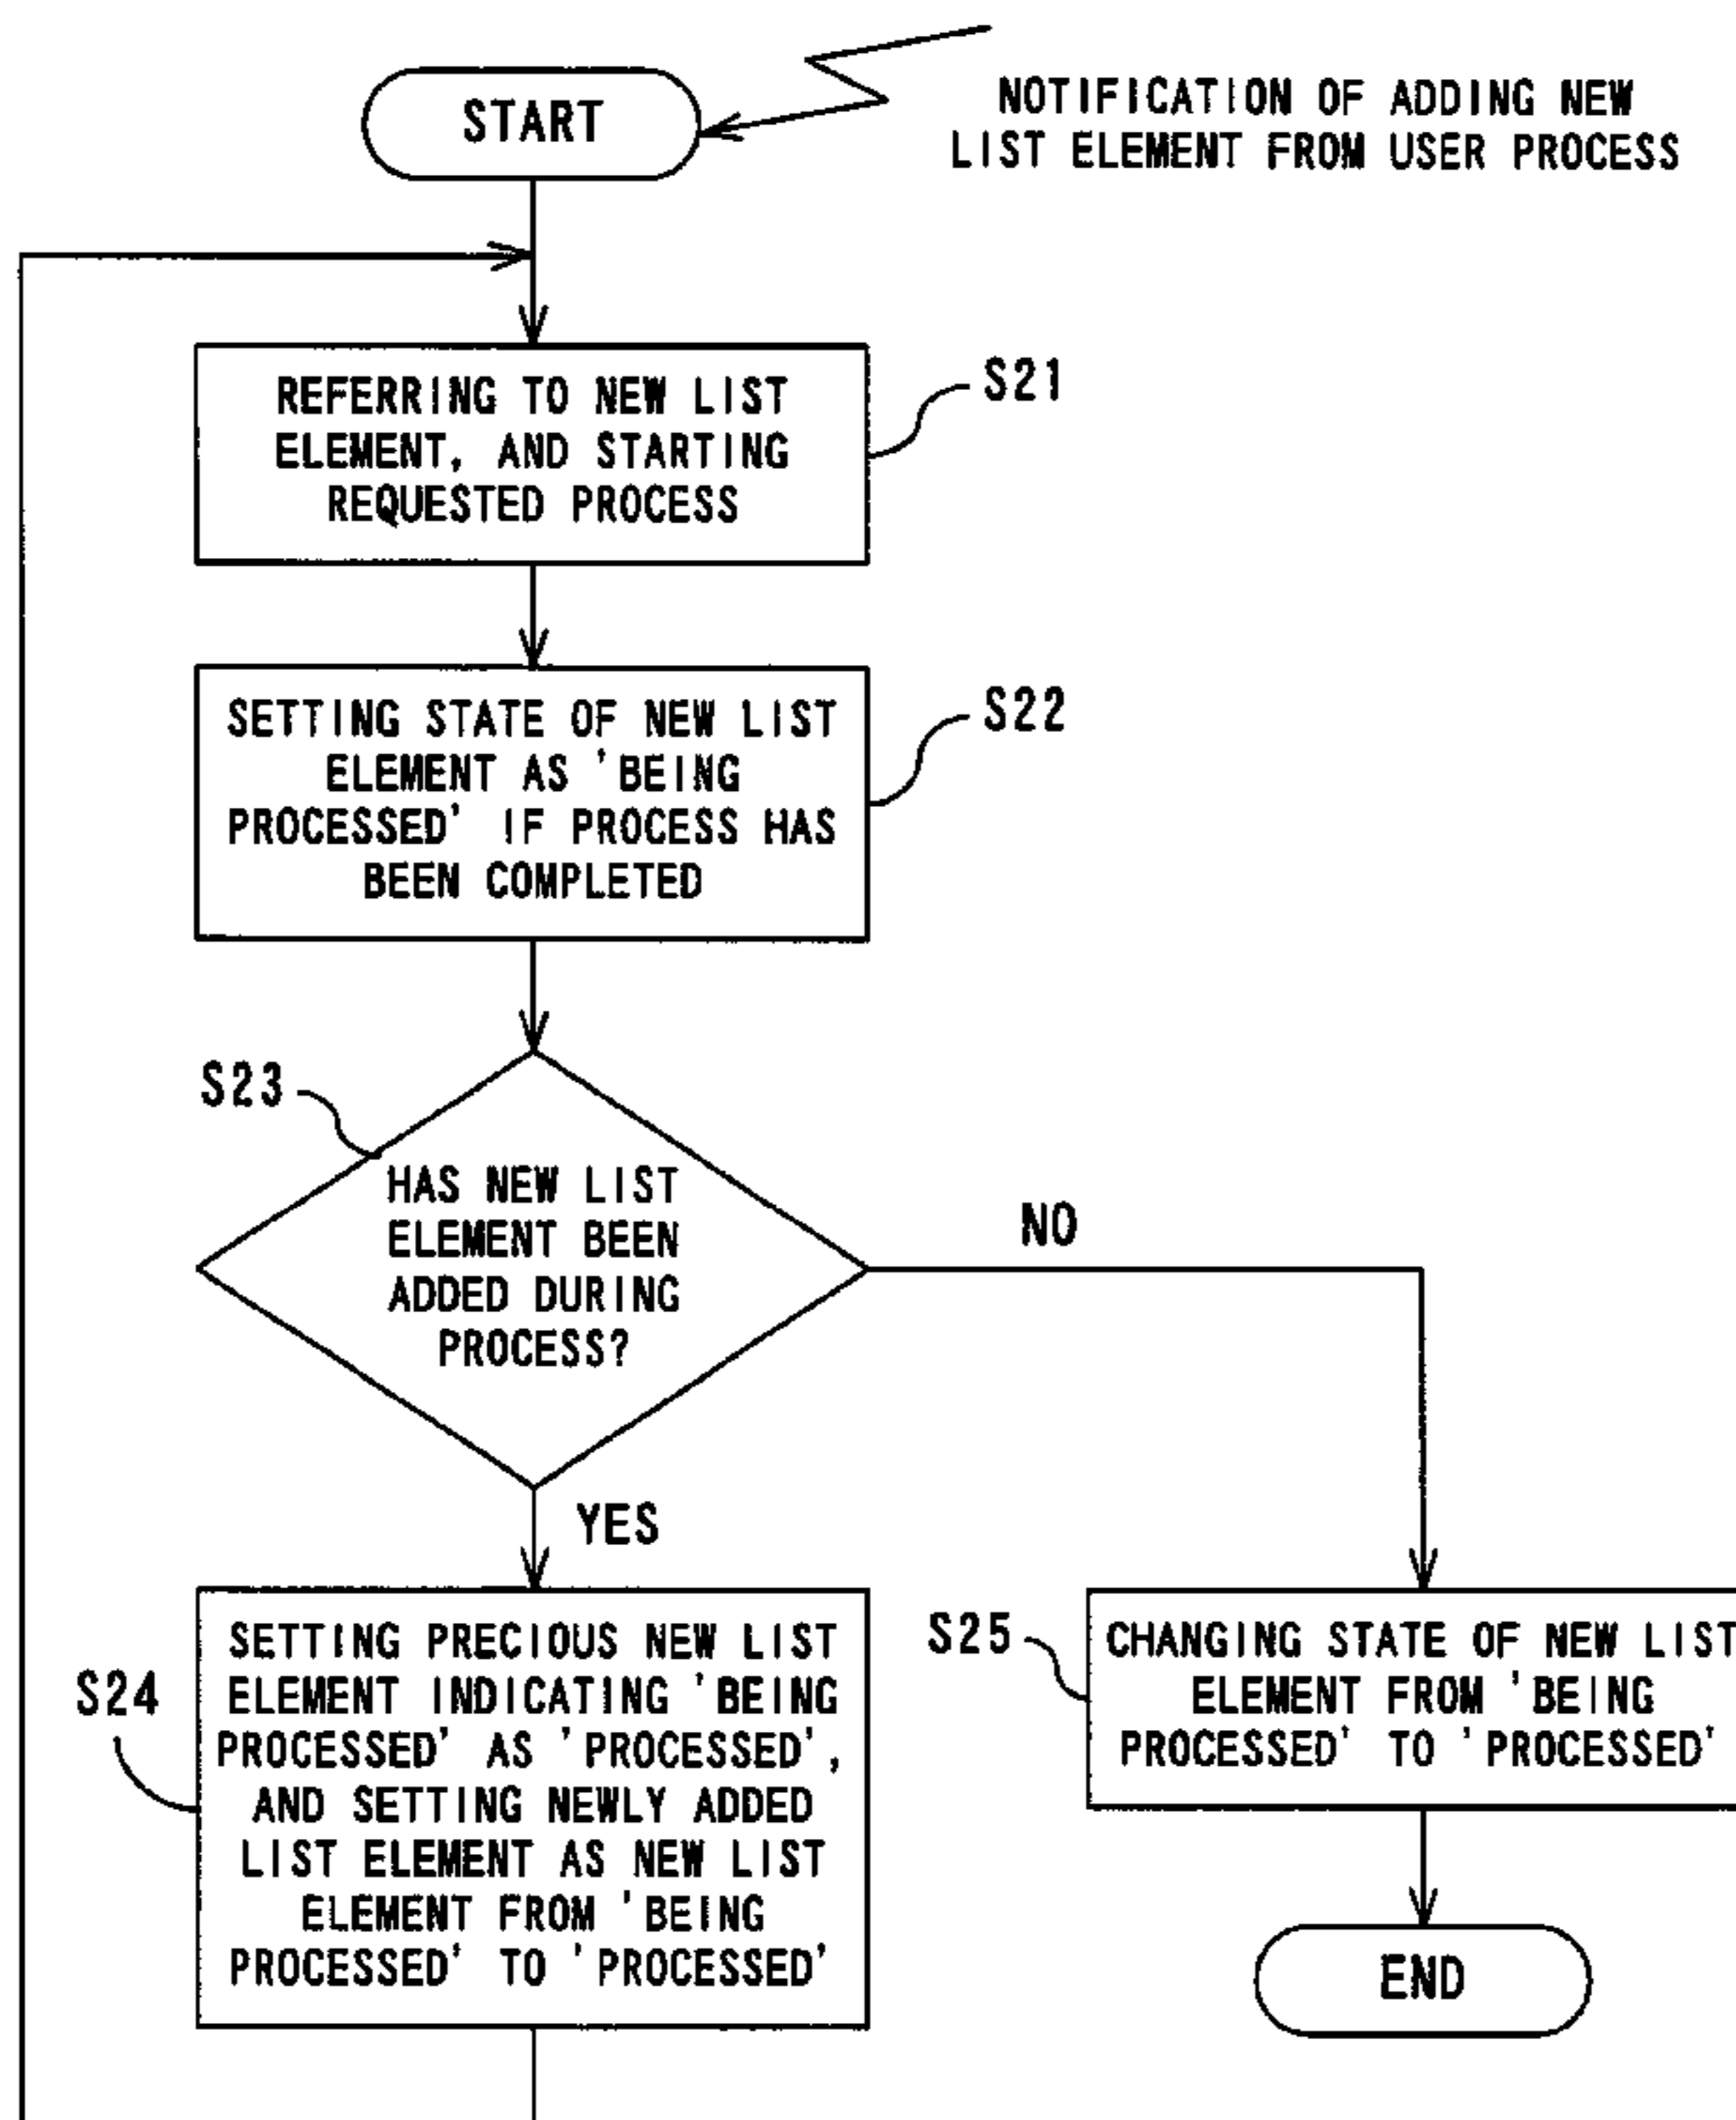 START
NOTIFICATION OF ADDING NEW
LIST ELEMENT FROM USER PROCESS
REFERRING TO NEW LIST
ELEMENT, AND STARTING
REQUESTED PROCESS
S21
SETTING STATE OF NEW LIST
ELEMENT AS 'BEING
PROCESSED' IF PROCESS HAS
BEEN COMPLETED
S22
S23
HAS NEW LIST
ELEMENT BEEN
ADDED DURING
PROCESS?
NO
YES
S24
SETTING PRECIOUS NEW LIST
ELEMENT INDICATING 'BEING
PROCESSED' AS 'PROCESSED',
AND SETTING NEWLY ADDED
LIST ELEMENT AS NEW LIST
ELEMENT FROM 'BEING
PROCESSED' TO 'PROCESSED'
S25
CHANGING STATE OF NEW LIST
ELEMENT FROM 'BEING
PROCESSED' TO 'PROCESSED'
END